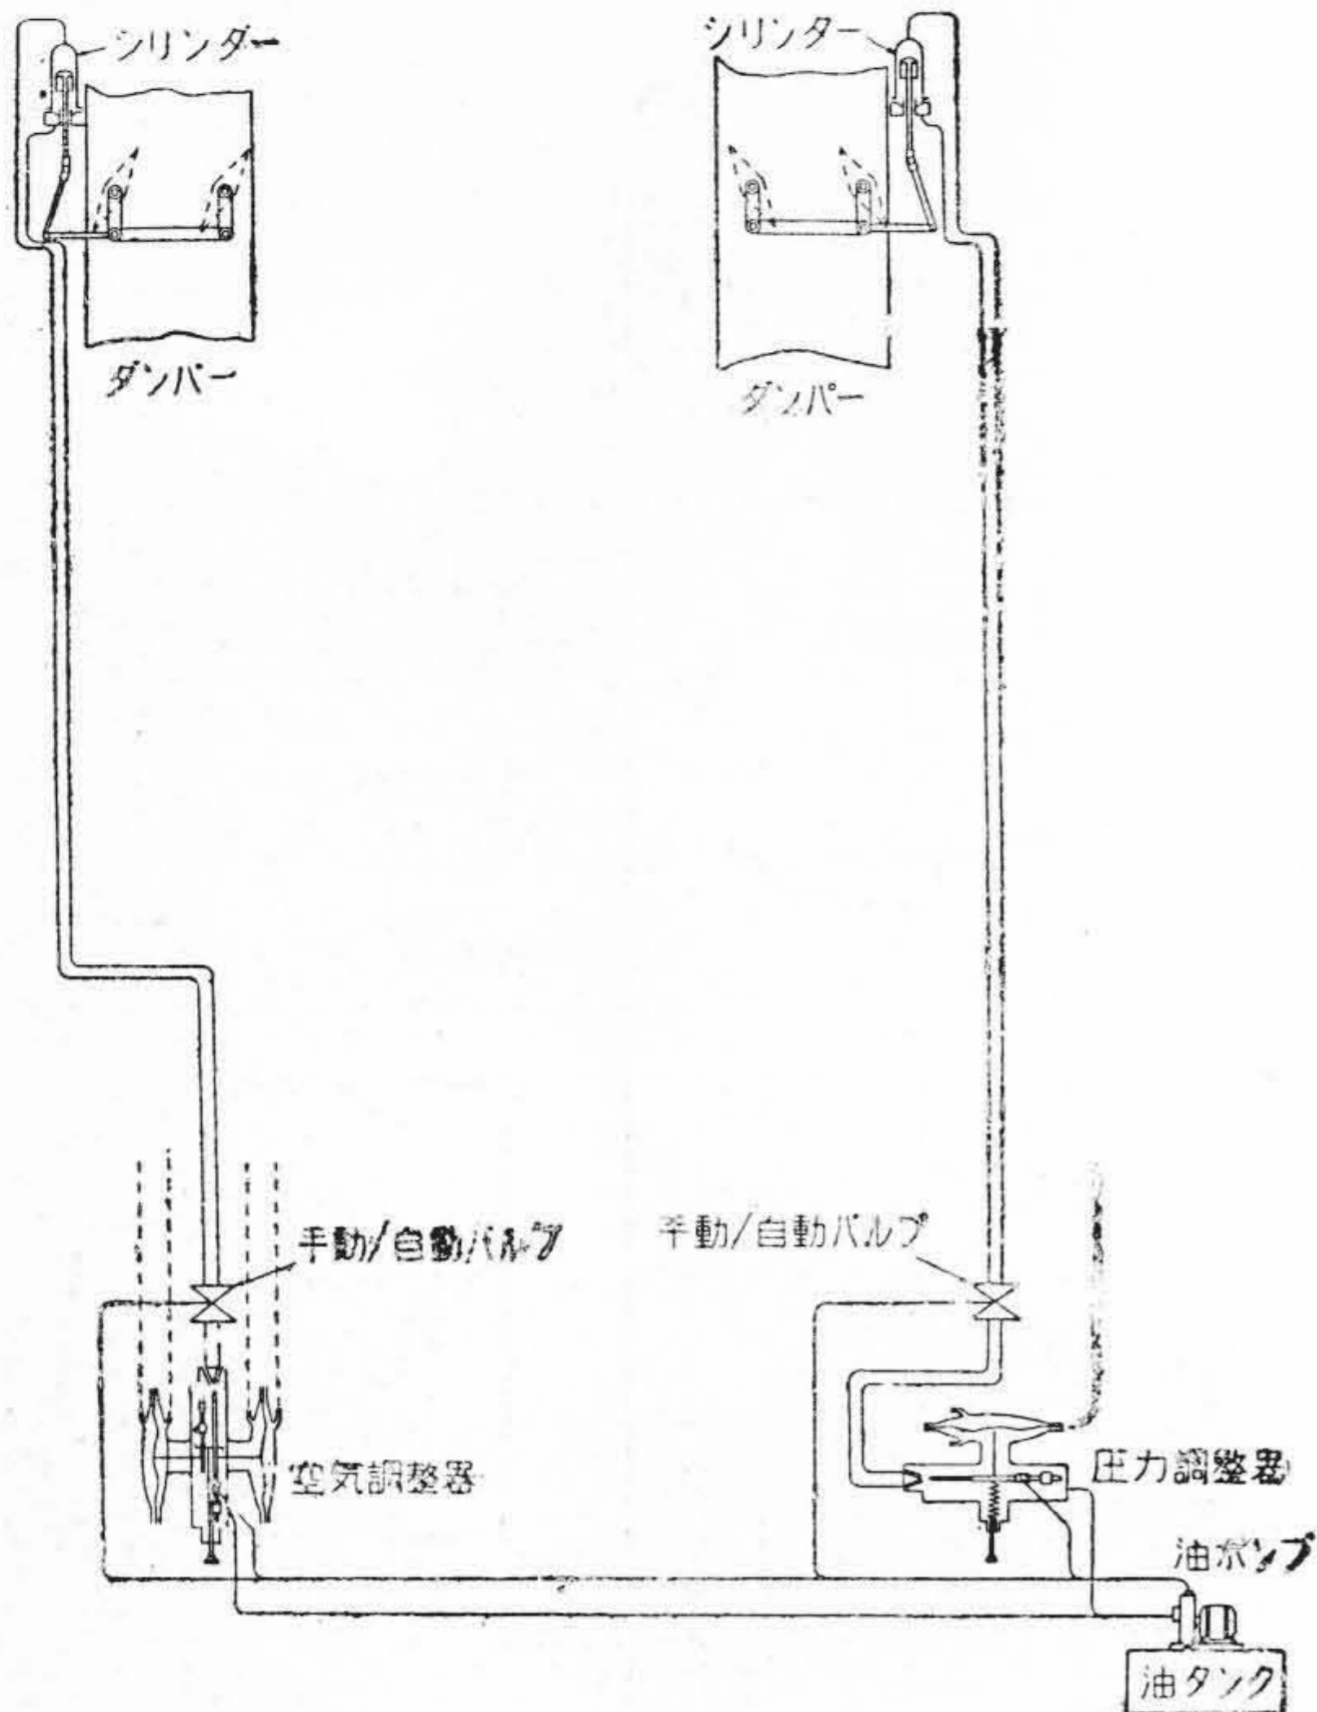 シリンダー
シリンダー
ダンパー
ダンパー
手動/自動バルブ
手動/自動バルブ
空気調整器
圧力調整器
油ポンプ
油タンク